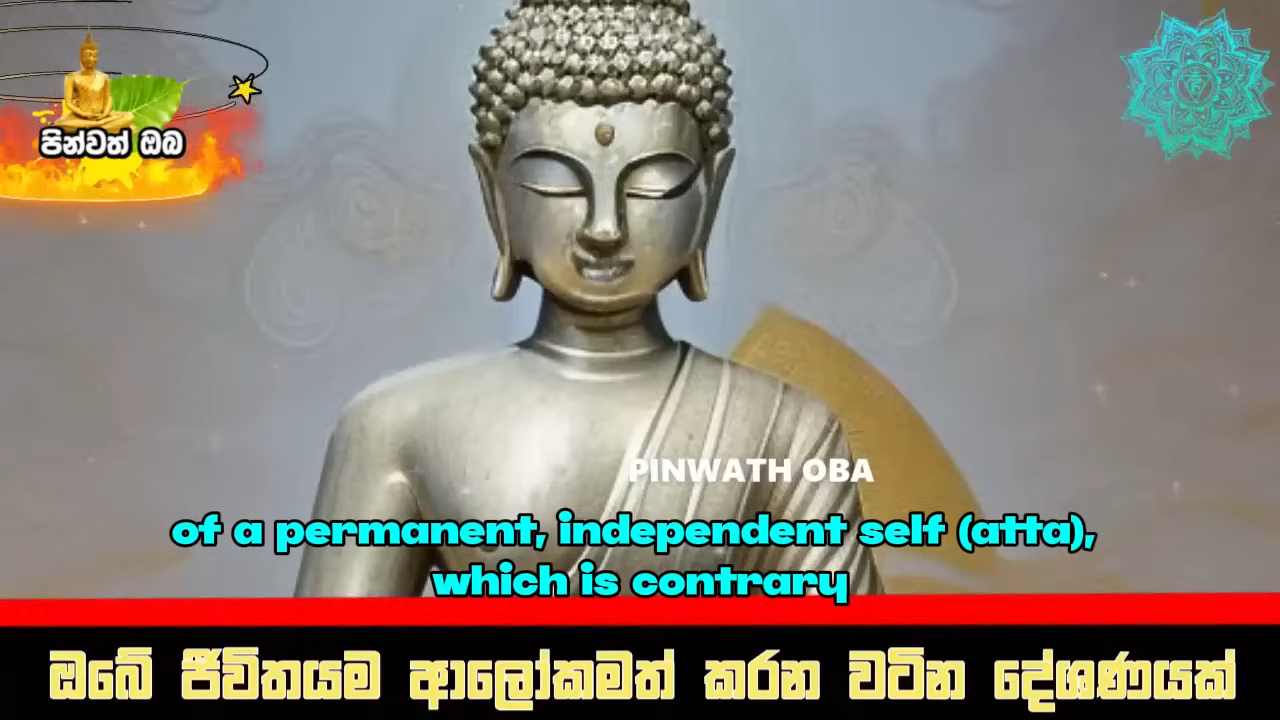 පින්වත් ඔබ
PINWATH OBA
of a permanent, independent self (atta),
which is contrary
ඔබේ ජීවිතයම ආලෝකමත් කරන වටින දේශණයක්